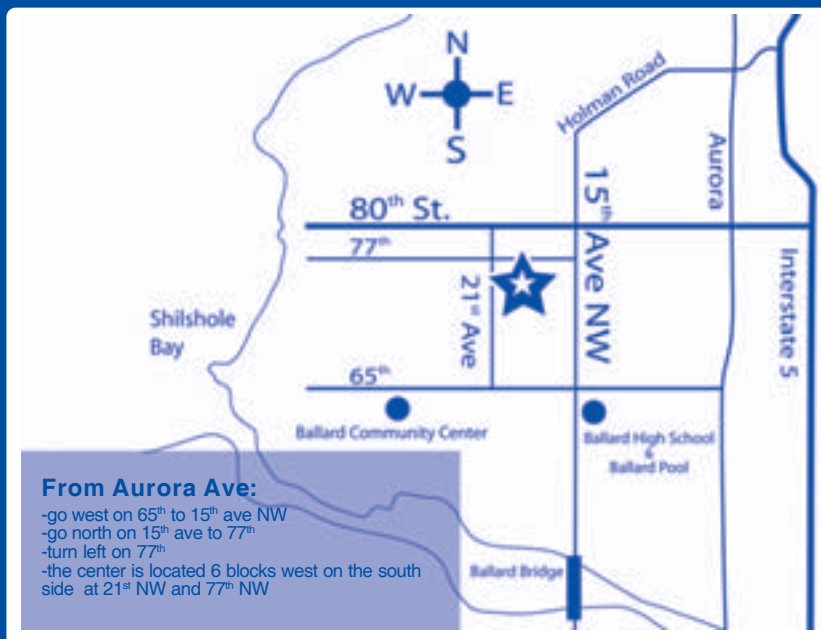 N
W E
S
Holman Road
Aurora
15th Ave NW
80th St.
77th
21st Ave
Interstate 5
Shilshole
Bay
65th
Ballard Community Center
Ballard High School
&
Ballard Pool
From Aurora Ave:
-go west on 65th to 15th ave NW
-go north on 15th ave to 77th
-turn left on 77th
-the center is located 6 blocks west on the south
side at 21st NW and 77th NW
Ballard Bridge